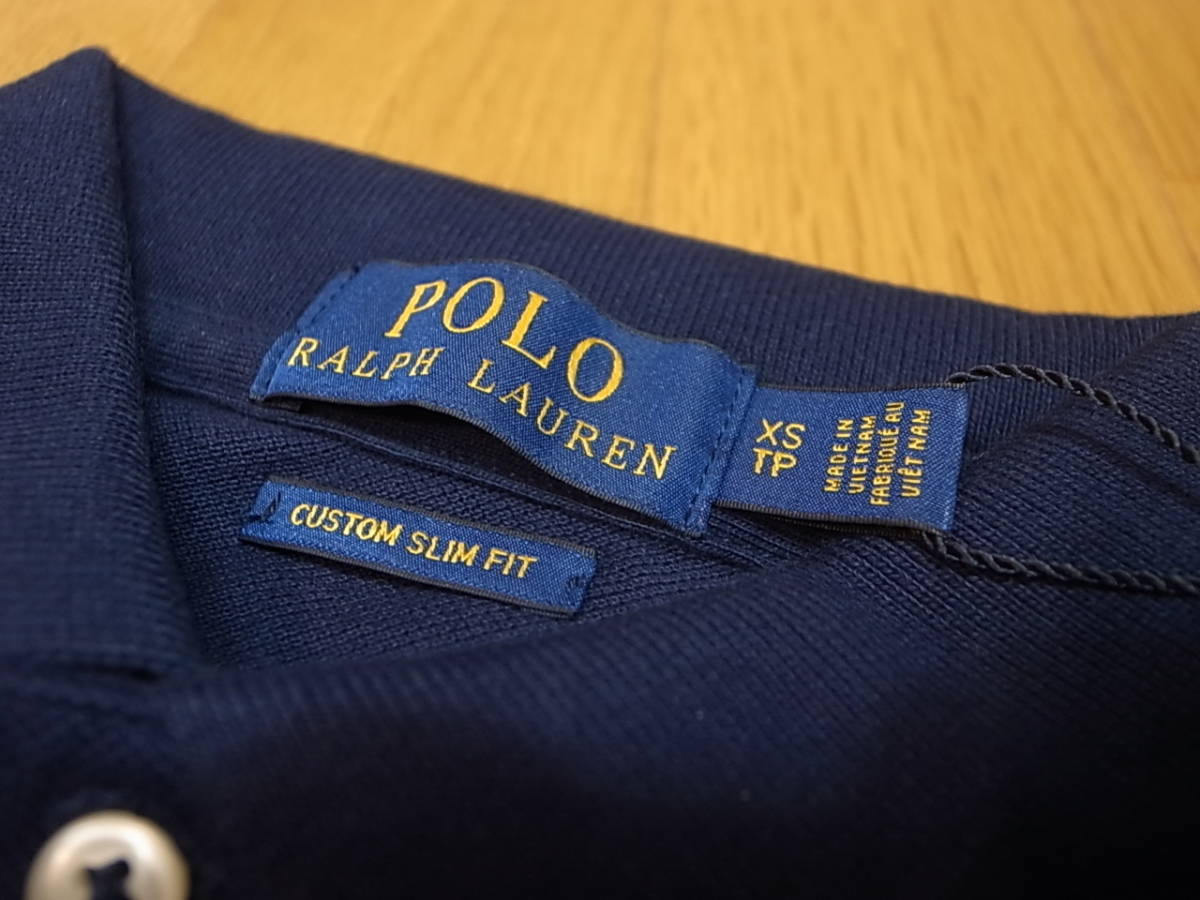 POLO
RALPH LAUREN
XS
TP
MADE IN
VIETNAM
FABRIQUÉ AU
VIÊT NAM
CUSTOM SLIM FIT